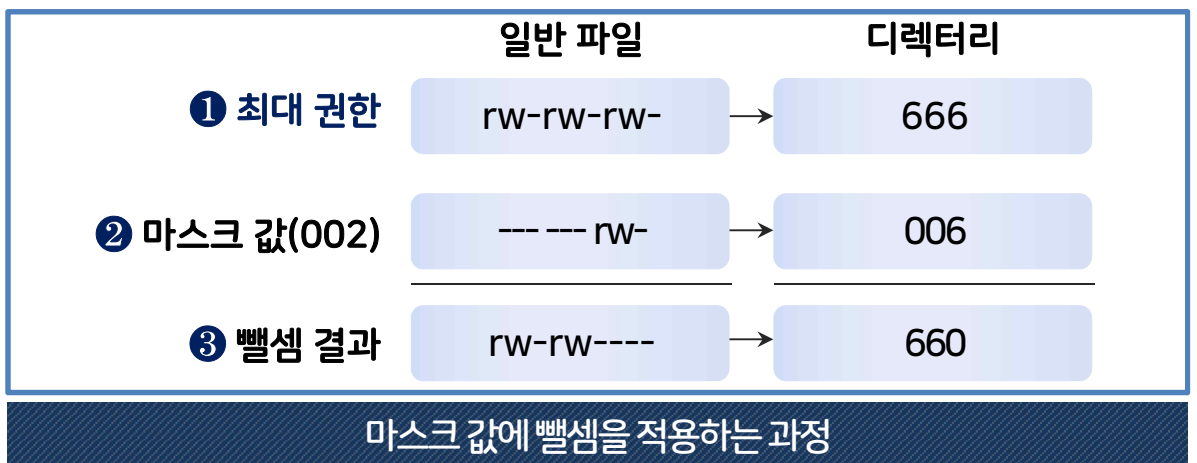 일반 파일 디렉터리
❶ 최대 권한 rw-rw-rw- → 666
❷ 마스크 값(002) --- --- rw- → 006
❸ 뺄셈 결과 rw-rw---- → 660
마스크 값에 뺄셈을 적용하는 과정